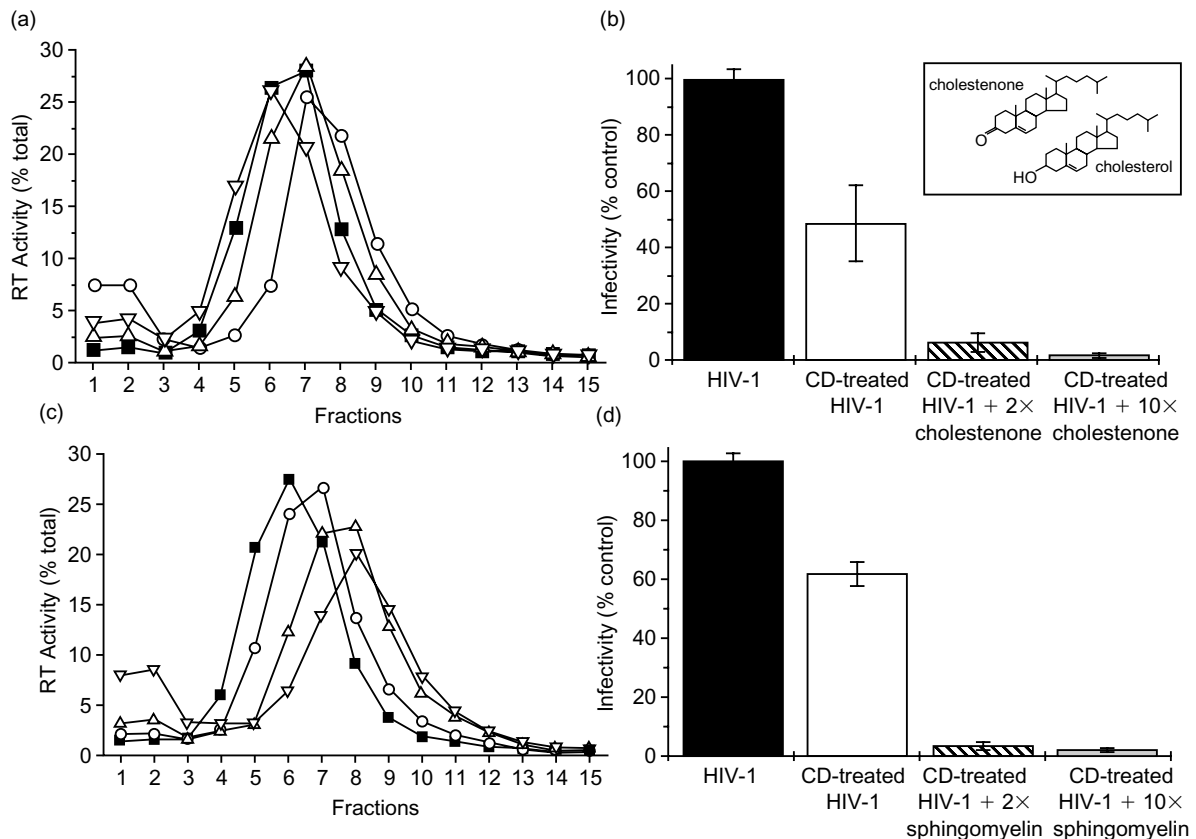 (a)
30
25
20
15
10
5
0
RT Activity (% total)
1 2 3 4 5 6 7 8 9 10 11 12 13 14 15
Fractions
(b)
100
80
60
40
20
0
Infectivity (% control)
cholestenone
O
HO
cholesterol
HIV-1
CD-treated
HIV-1
CD-treated
HIV-1 + 2×
cholestenone
CD-treated
HIV-1 + 10×
cholestenone
(c)
30
25
20
15
10
5
0
RT Activity (% total)
1 2 3 4 5 6 7 8 9 10 11 12 13 14 15
Fractions
(d)
100
80
60
40
20
0
Infectivity (% control)
HIV-1
CD-treated
HIV-1
CD-treated
HIV-1 + 2×
sphingomyelin
CD-treated
HIV-1 + 10×
sphingomyelin